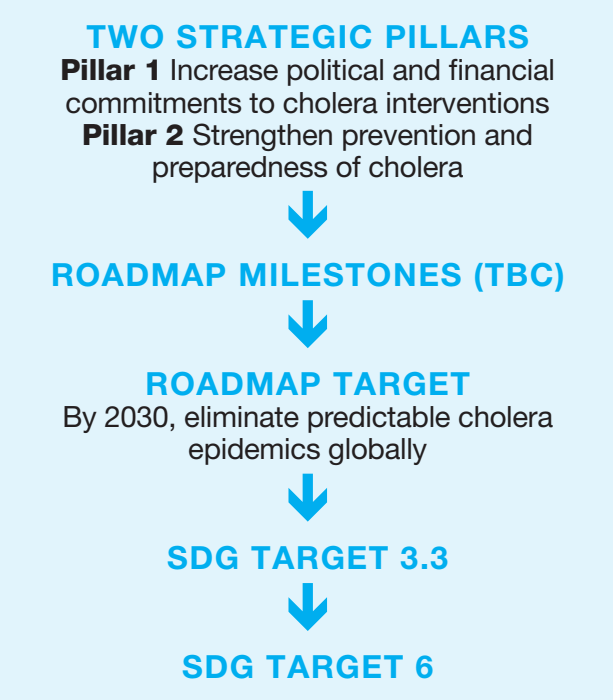 TWO STRATEGIC PILLARS
Pillar 1 Increase political and financial
commitments to cholera interventions
Pillar 2 Strengthen prevention and
preparedness of cholera
ROADMAP MILESTONES (TBC)
ROADMAP TARGET
By 2030, eliminate predictable cholera
epidemics globally
SDG TARGET 3.3
SDG TARGET 6